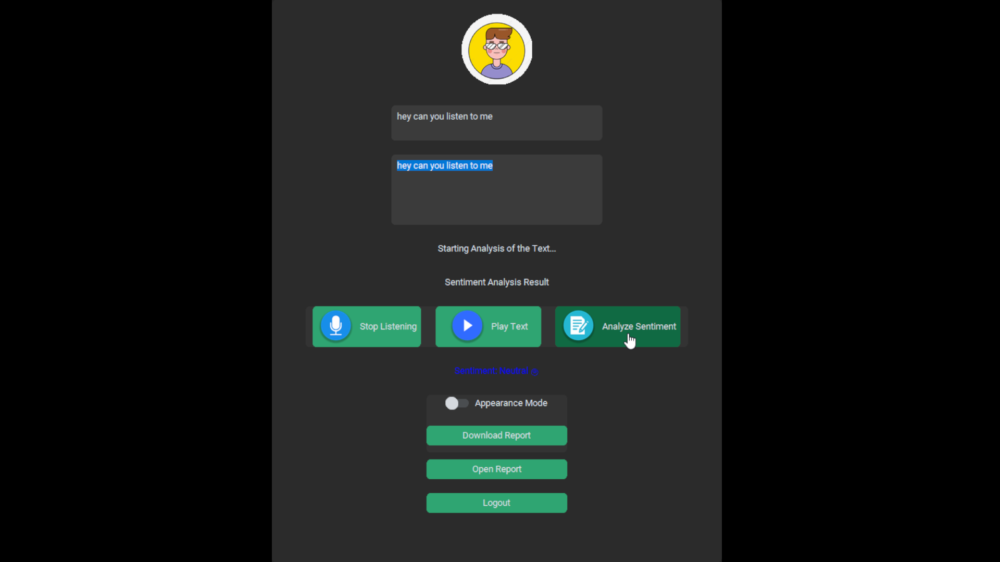 hey can you listen to me
hey can you listen to me
Starting Analysis of the Text...
Sentiment Analysis Result
Stop Listening
Play Text
Analyze Sentiment
Sentiment: Neutral
Appearance Mode
Download Report
Open Report
Logout